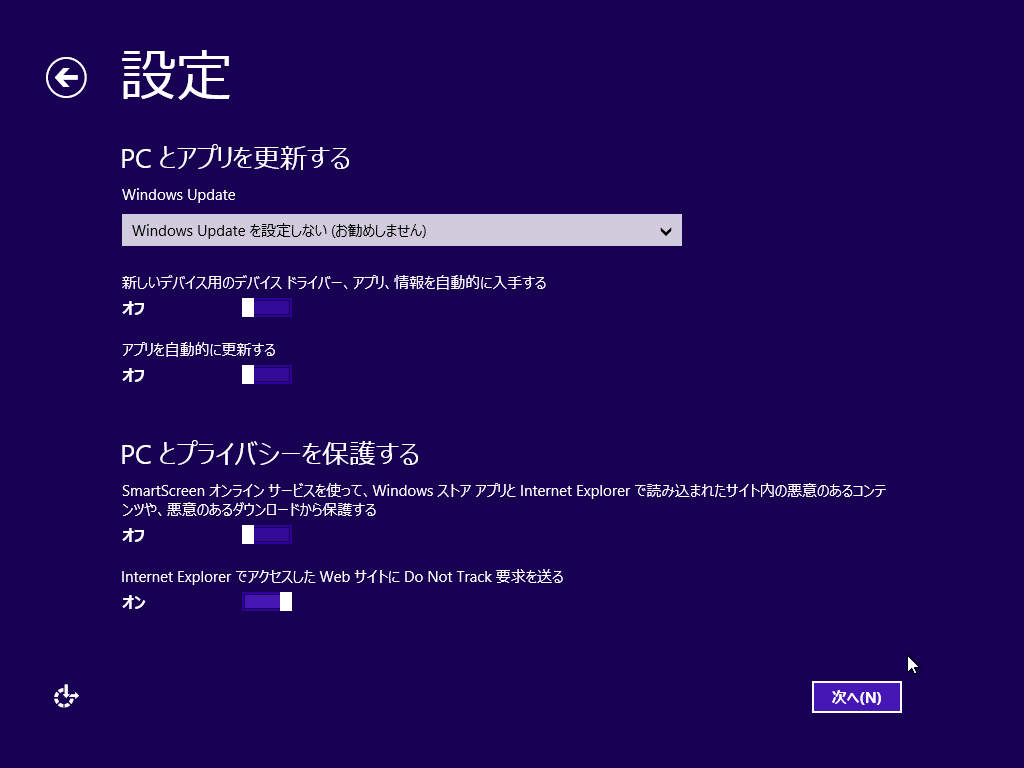 設定
PC とアプリを更新する
Windows Update
Windows Update を設定しない (お勧めしません)
新しいデバイス用のデバイス ドライバー、アプリ、情報を自動的に入手する
オフ
アプリを自動的に更新する
オフ
PC とプライバシーを保護する
SmartScreen オンライン サービスを使って、Windows ストア アプリと Internet Explorer で読み込まれたサイト内の悪意のあるコンテ
ンツや、悪意のあるダウンロードから保護する
オフ
Internet Explorer でアクセスした Web サイトに Do Not Track 要求を送る
オン
次へ(N)